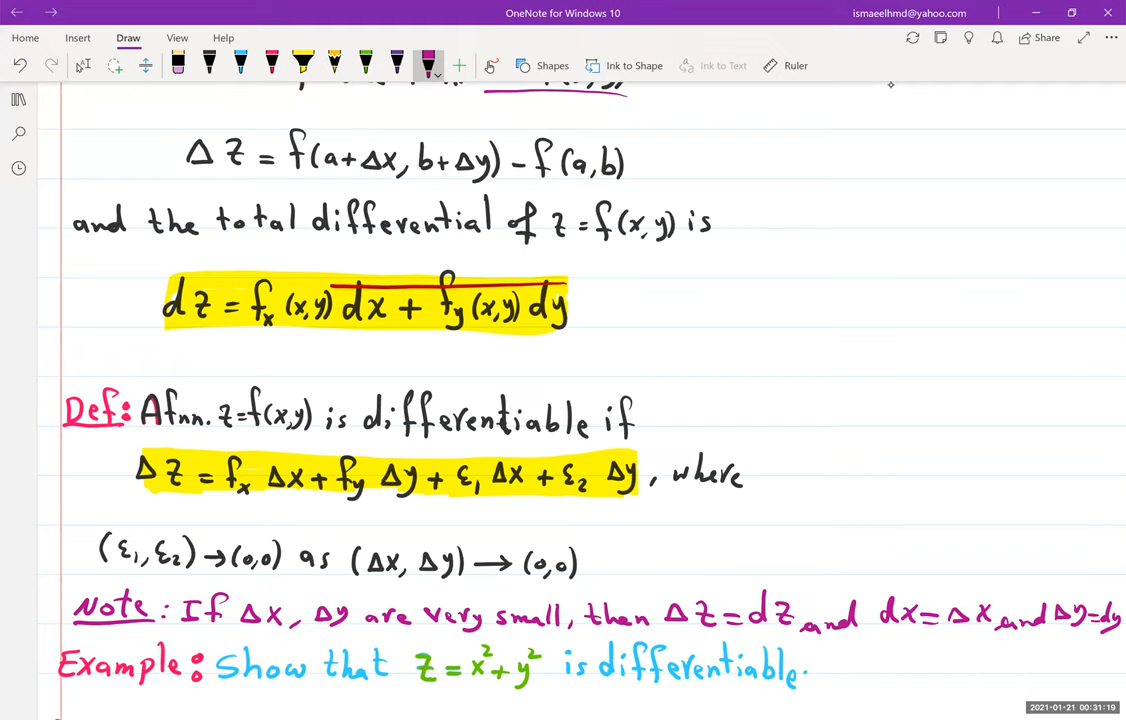 OneNote for Windows 10
ismaeelhmd@yahoo.com
Home Insert Draw View Help
Share
Shapes Ink to Shape Ink to Text Ruler
Δz = f(a+Δx, b+Δy) - f(a,b)
and the total differential of z = f(x,y) is
dz = fₓ(x,y) dx + f_y(x,y) dy
Def: A fnn. z=f(x,y) is differentiable if
Δz = fₓ Δx + f_y Δy + ε₁ Δx + ε₂ Δy, where
(ε₁, ε₂) → (0,0) as (Δx, Δy) → (0,0)
Note: If Δx, Δy are very small, then Δz = dz and dx = Δx and Δy = dy
Example: Show that z = x² + y² is differentiable.
2021-01-21 00:31:19